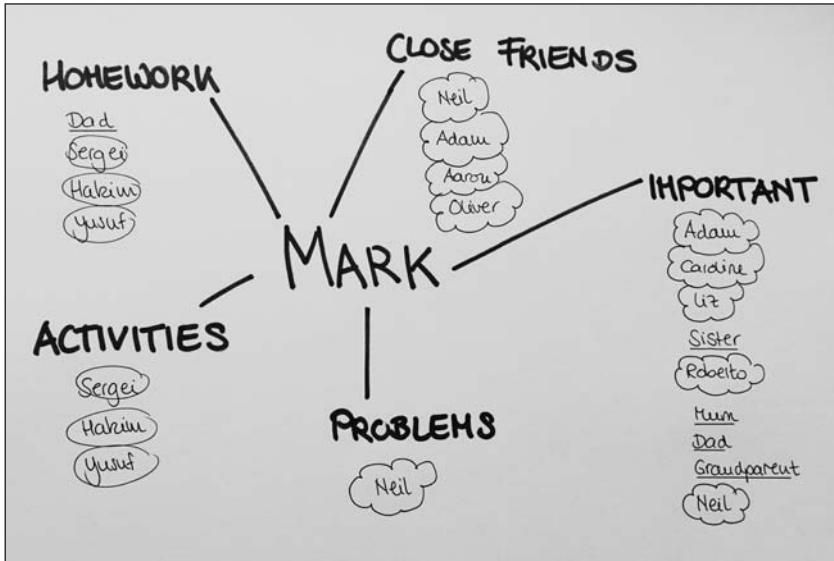 HOMEWORK
Dad
Sergei
Hakim
Yusuf
CLOSE FRIENDS
Neil
Adam
Aaron
Oliver
IMPORTANT
Adam
Caroline
Liz
Sister
Roberto
Mum
Dad
Grandparent
Neil
MARK
ACTIVITIES
Sergei
Hakim
Yusuf
PROBLEMS
Neil